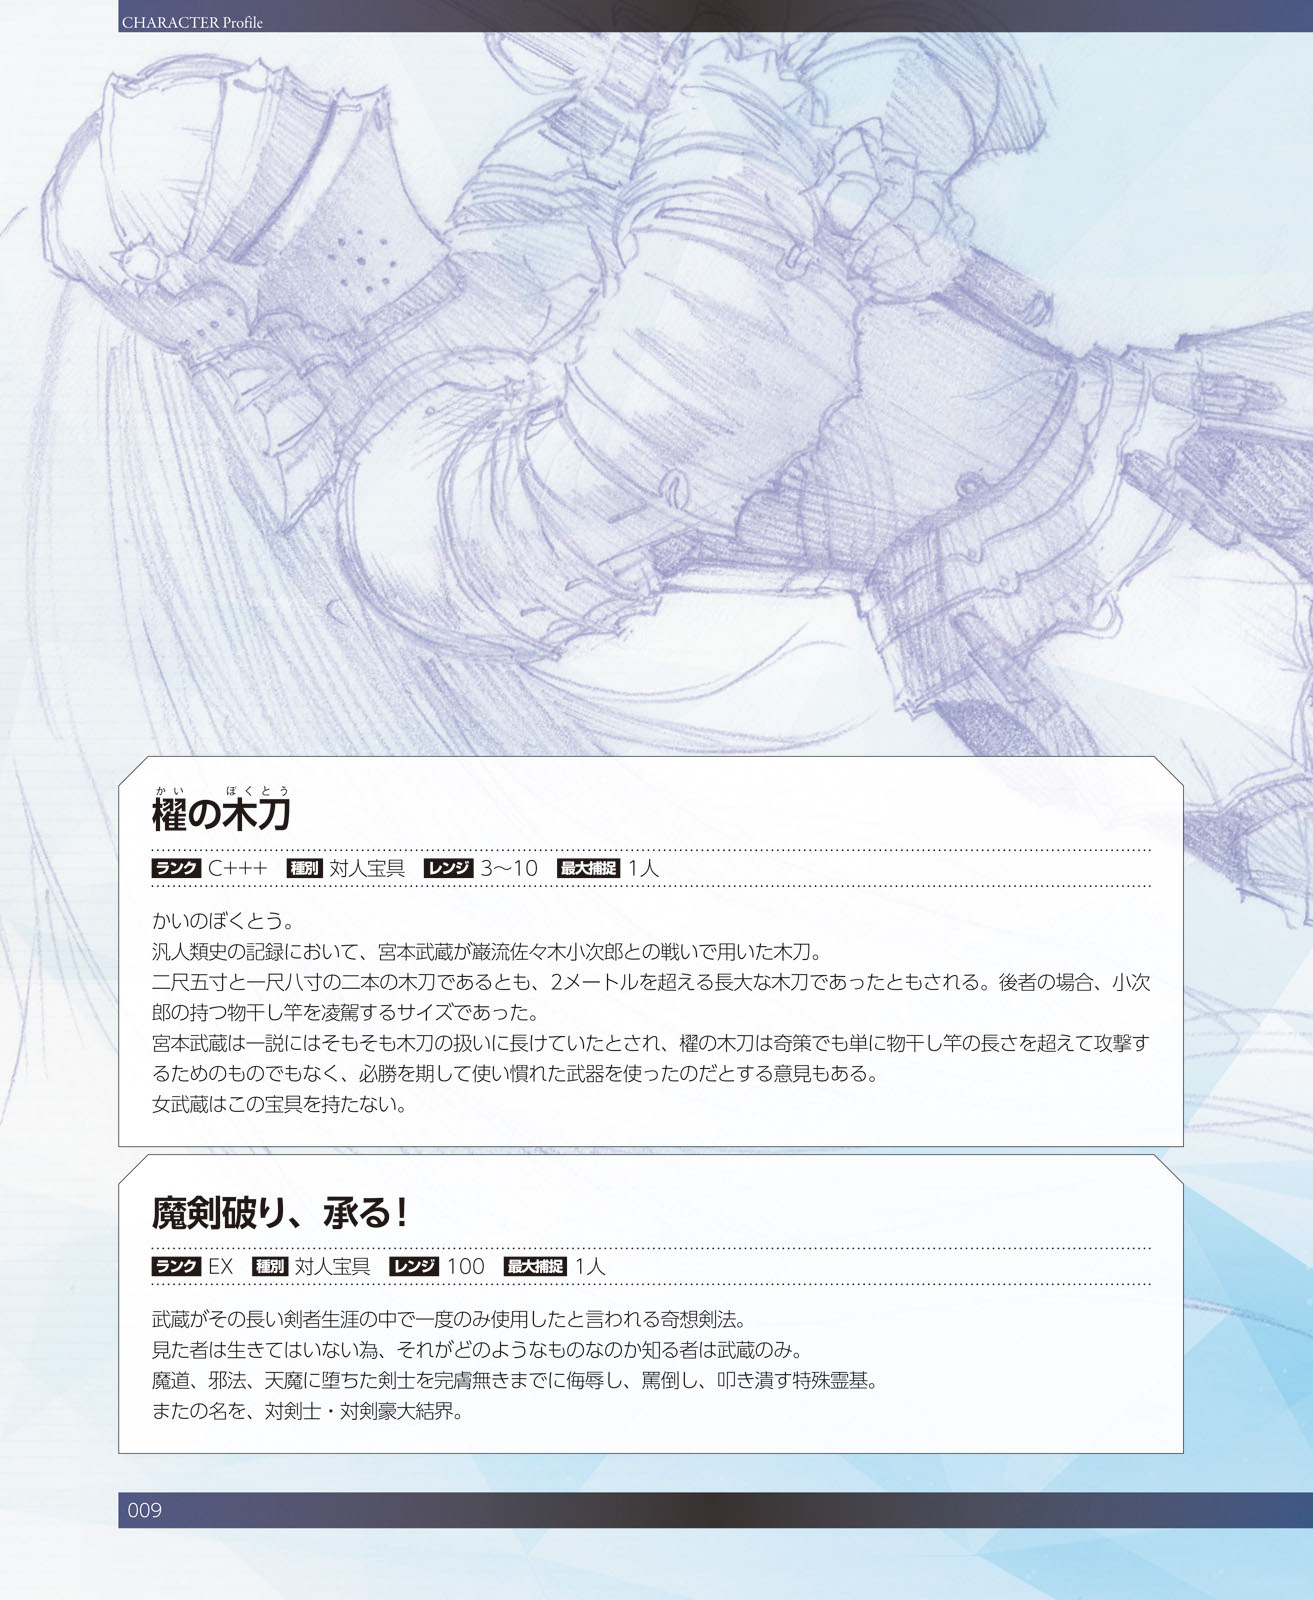 CHARACTER Profile
かい ぼくとう
櫂の木刀
ランク C+++ 種別 対人宝具 レンジ 3～10 最大捕捉 1人
かいのぼくとう。
汎人類史の記録において、宮本武蔵が巌流佐々木小次郎との戦いで用いた木刀。
二尺五寸と一尺八寸の二本の木刀であるとも、2メートルを超える長大な木刀であったともされる。後者の場合、小次
郎の持つ物干し竿を凌駕するサイズであった。
宮本武蔵は一説にはそもそも木刀の扱いに長けていたとされ、櫂の木刀は奇策でも単に物干し竿の長さを超えて攻撃す
るためのものでもなく、必勝を期して使い慣れた武器を使ったのだとする意見もある。
女武蔵はこの宝具を持たない。
魔剣破り、承る！
ランク EX 種別 対人宝具 レンジ 100 最大捕捉 1人
武蔵がその長い剣者生涯の中で一度のみ使用したと言われる奇想剣法。
見た者は生きてはいない為、それがどのようなものなのか知る者は武蔵のみ。
魔道、邪法、天魔に堕ちた剣士を完膚無きまでに侮辱し、罵倒し、叩き潰す特殊霊基。
またの名を、対剣士・対剣豪大結界。
009